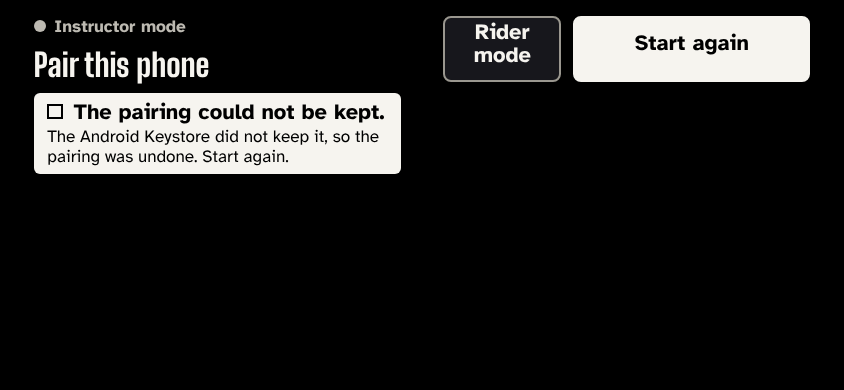 Instructor mode
Pair this phone
The pairing could not be kept.
The Android Keystore did not keep it, so the
pairing was undone. Start again.
Rider
mode
Start again